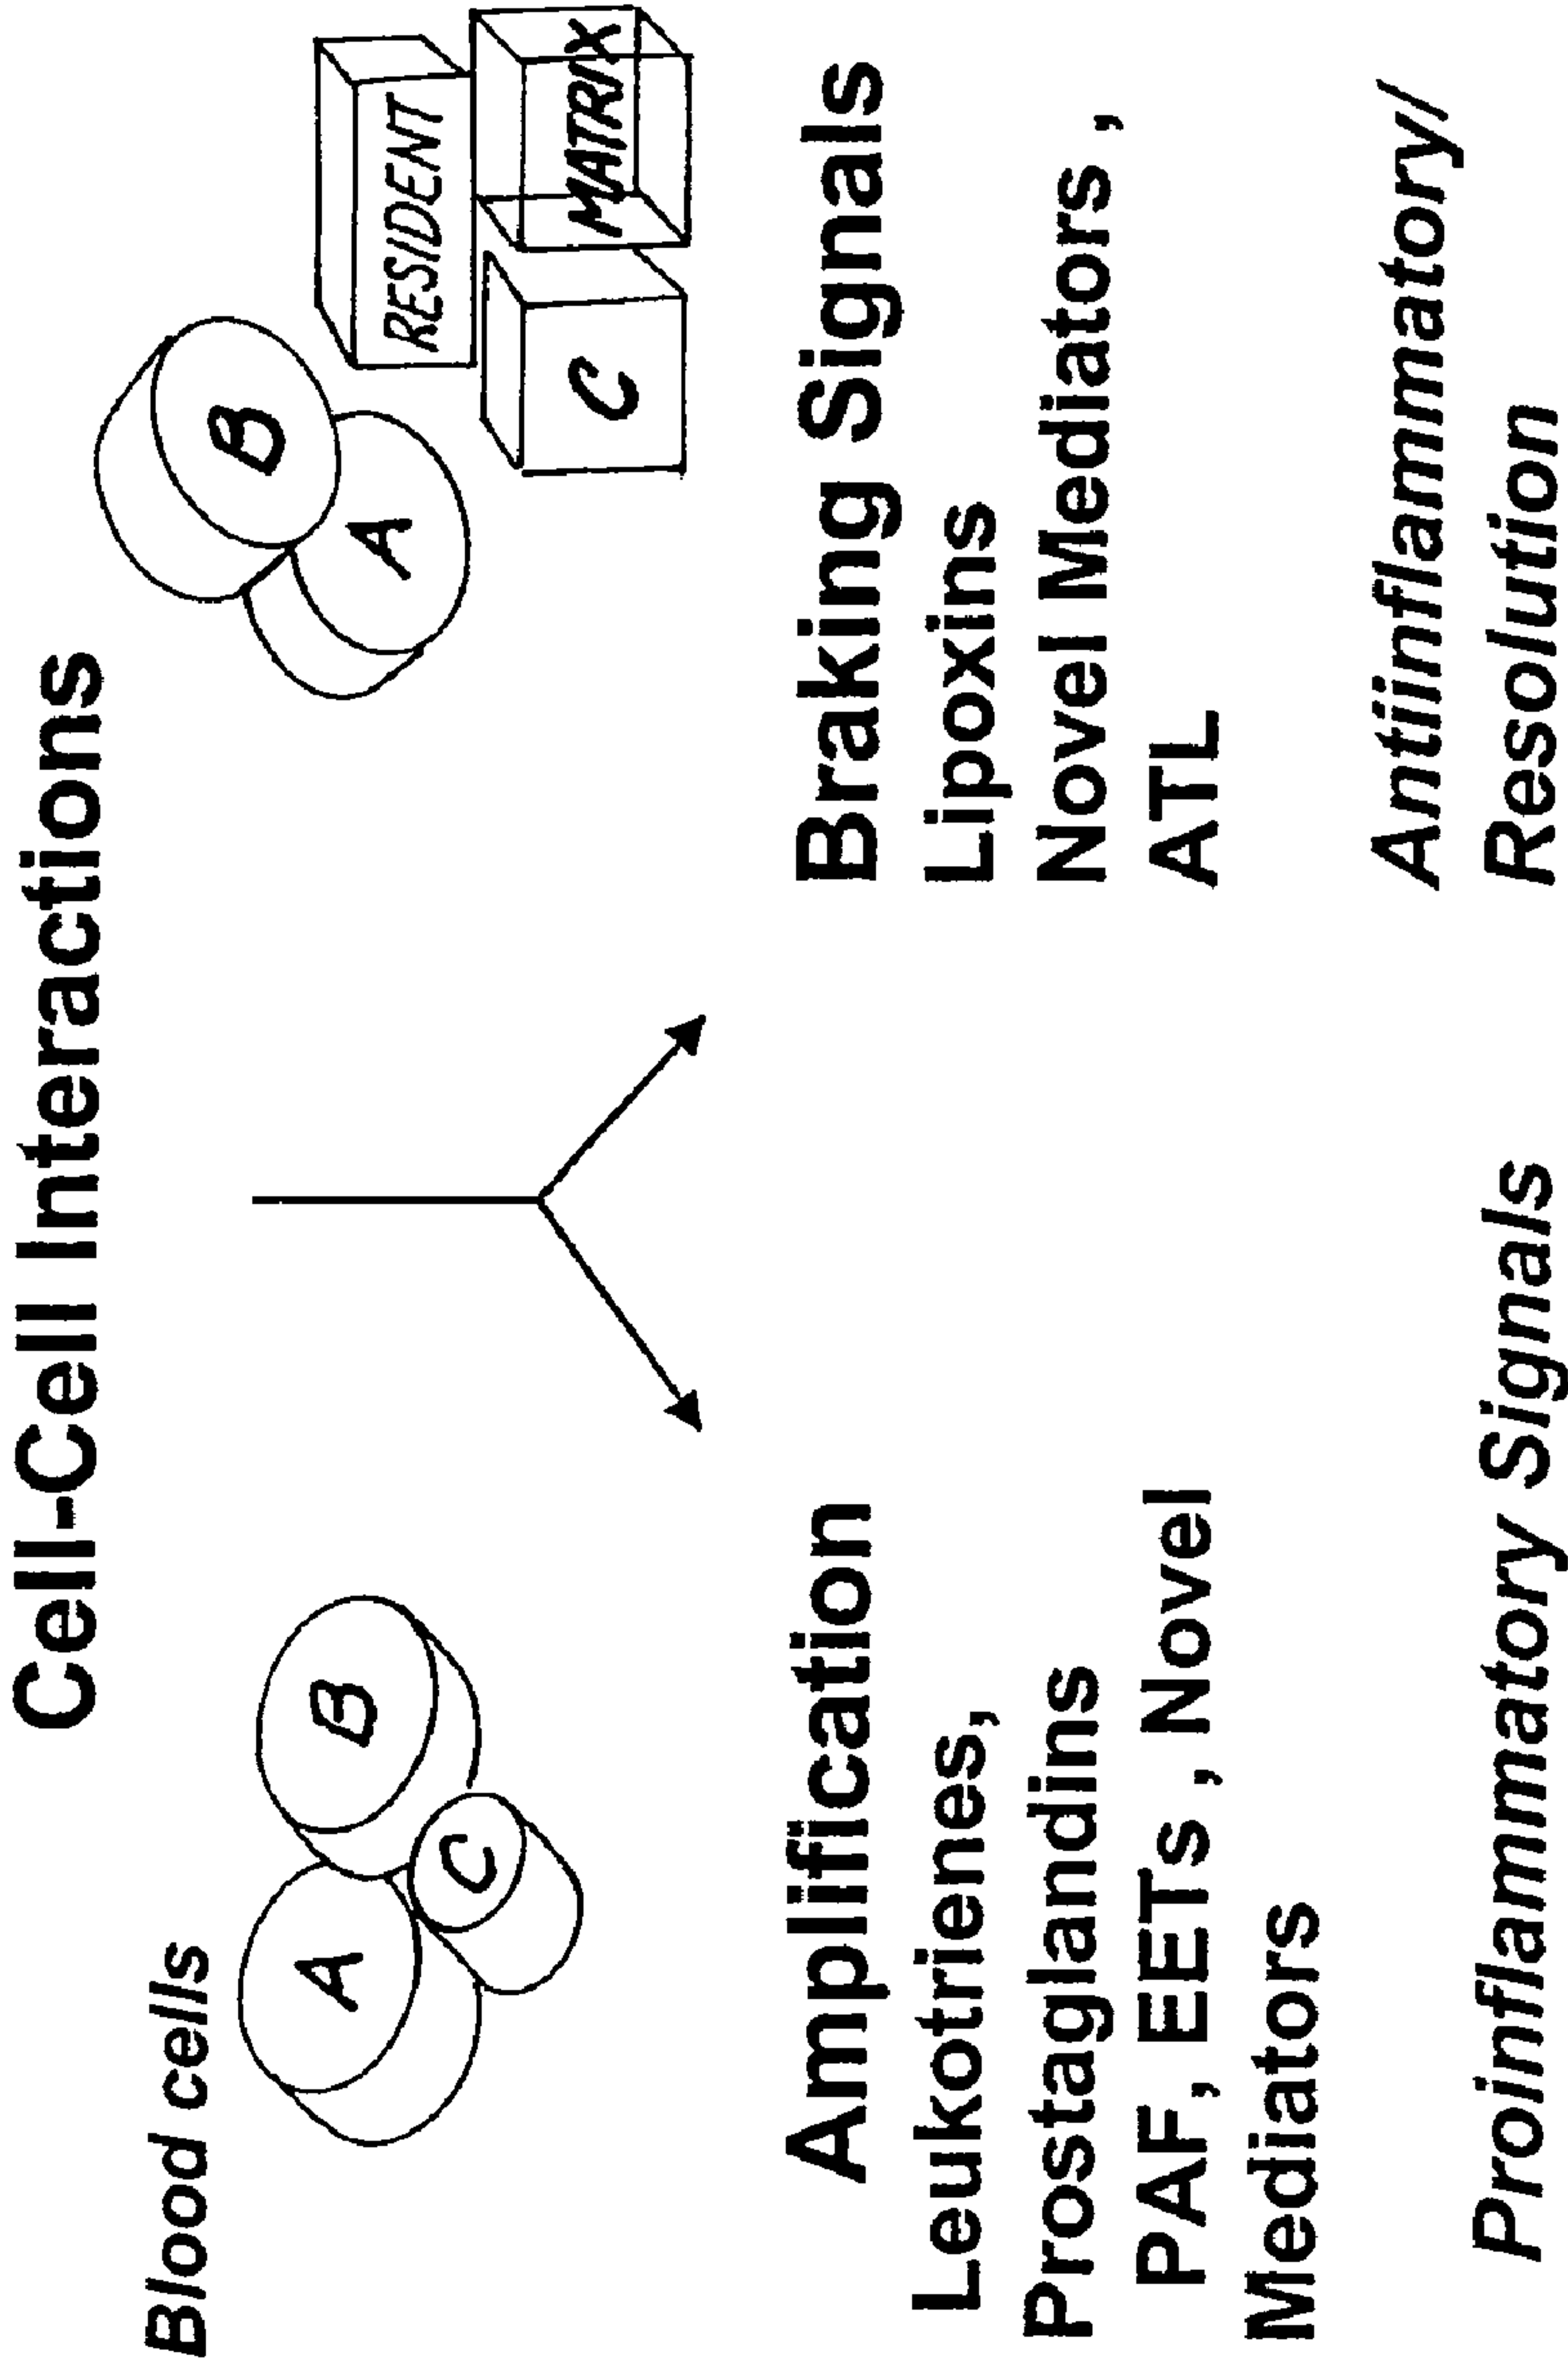 Cell-Cell Interactions
Blood cells
A
B
C
B
A
RESIDENT
C
MATRIX
Amplification
Leukotrienes,
Prostaglandins
PAF, EETs , Novel
Mediators
Proinflammatory Signals
Braking Signals
Lipoxins
Novel Mediators ,
ATL
Antiinflammatory/
Resolution